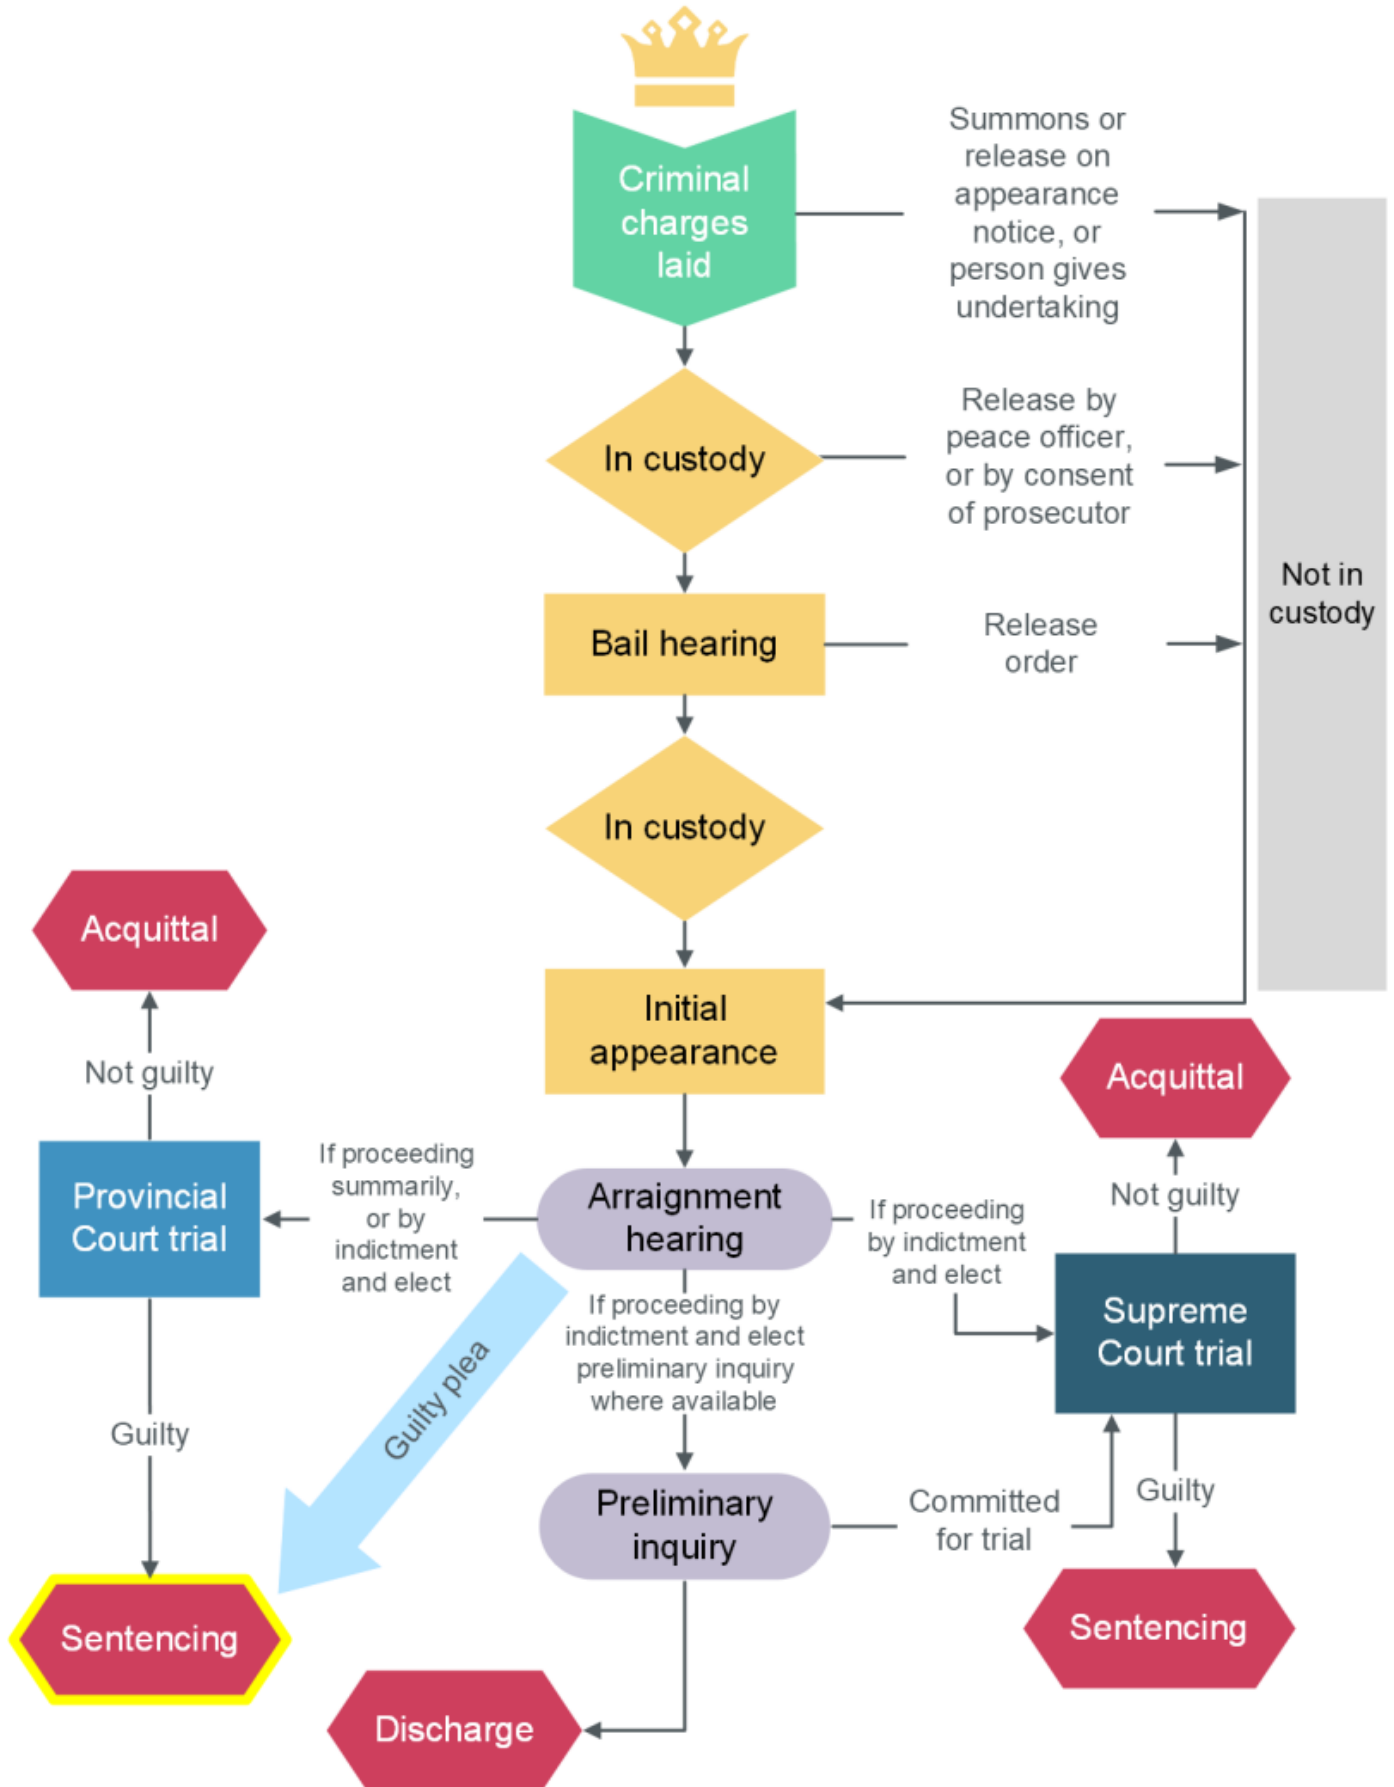 Criminal
charges
laid
Summons or
release on
appearance
notice, or
person gives
undertaking
In custody
Release by
peace officer,
or by consent
of prosecutor
Not in
custody
Bail hearing
Release
order
In custody
Acquittal
Not guilty
Initial
appearance
Acquittal
Not guilty
Provincial
Court trial
If proceeding
summarily,
or by
indictment
and elect
Arraignment
hearing
If proceeding
by indictment
and elect
Supreme
Court trial
If proceeding by
indictment and elect
preliminary inquiry
where available
Guilty plea
Guilty
Preliminary
inquiry
Committed
for trial
Guilty
Sentencing
Sentencing
Discharge